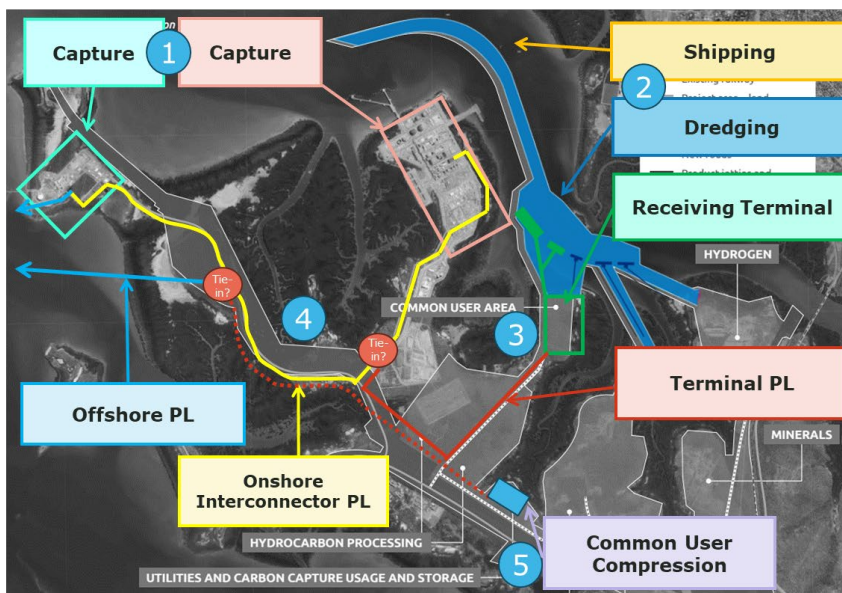 on
Capture
1
Capture
Shipping
2
Dredging
Receiving Terminal
HYDROGEN
COMMON USER AREA
Tie-
in?
4
3
Tie-
in?
Terminal PL
Offshore PL
MINERALS
Onshore
Interconnector PL
HYDROCARBON PROCESSING
Common User
Compression
5
UTILITIES AND CARBON CAPTURE USAGE AND STORAGE